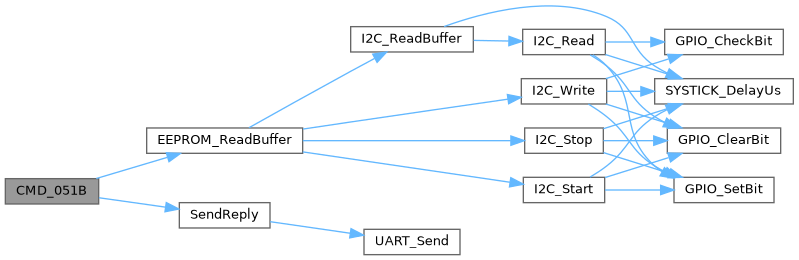 CMD_051B
EEPROM_ReadBuffer
SendReply
I2C_ReadBuffer
I2C_Write
I2C_Stop
I2C_Start
UART_Send
I2C_Read
GPIO_CheckBit
SYSTICK_DelayUs
GPIO_ClearBit
GPIO_SetBit